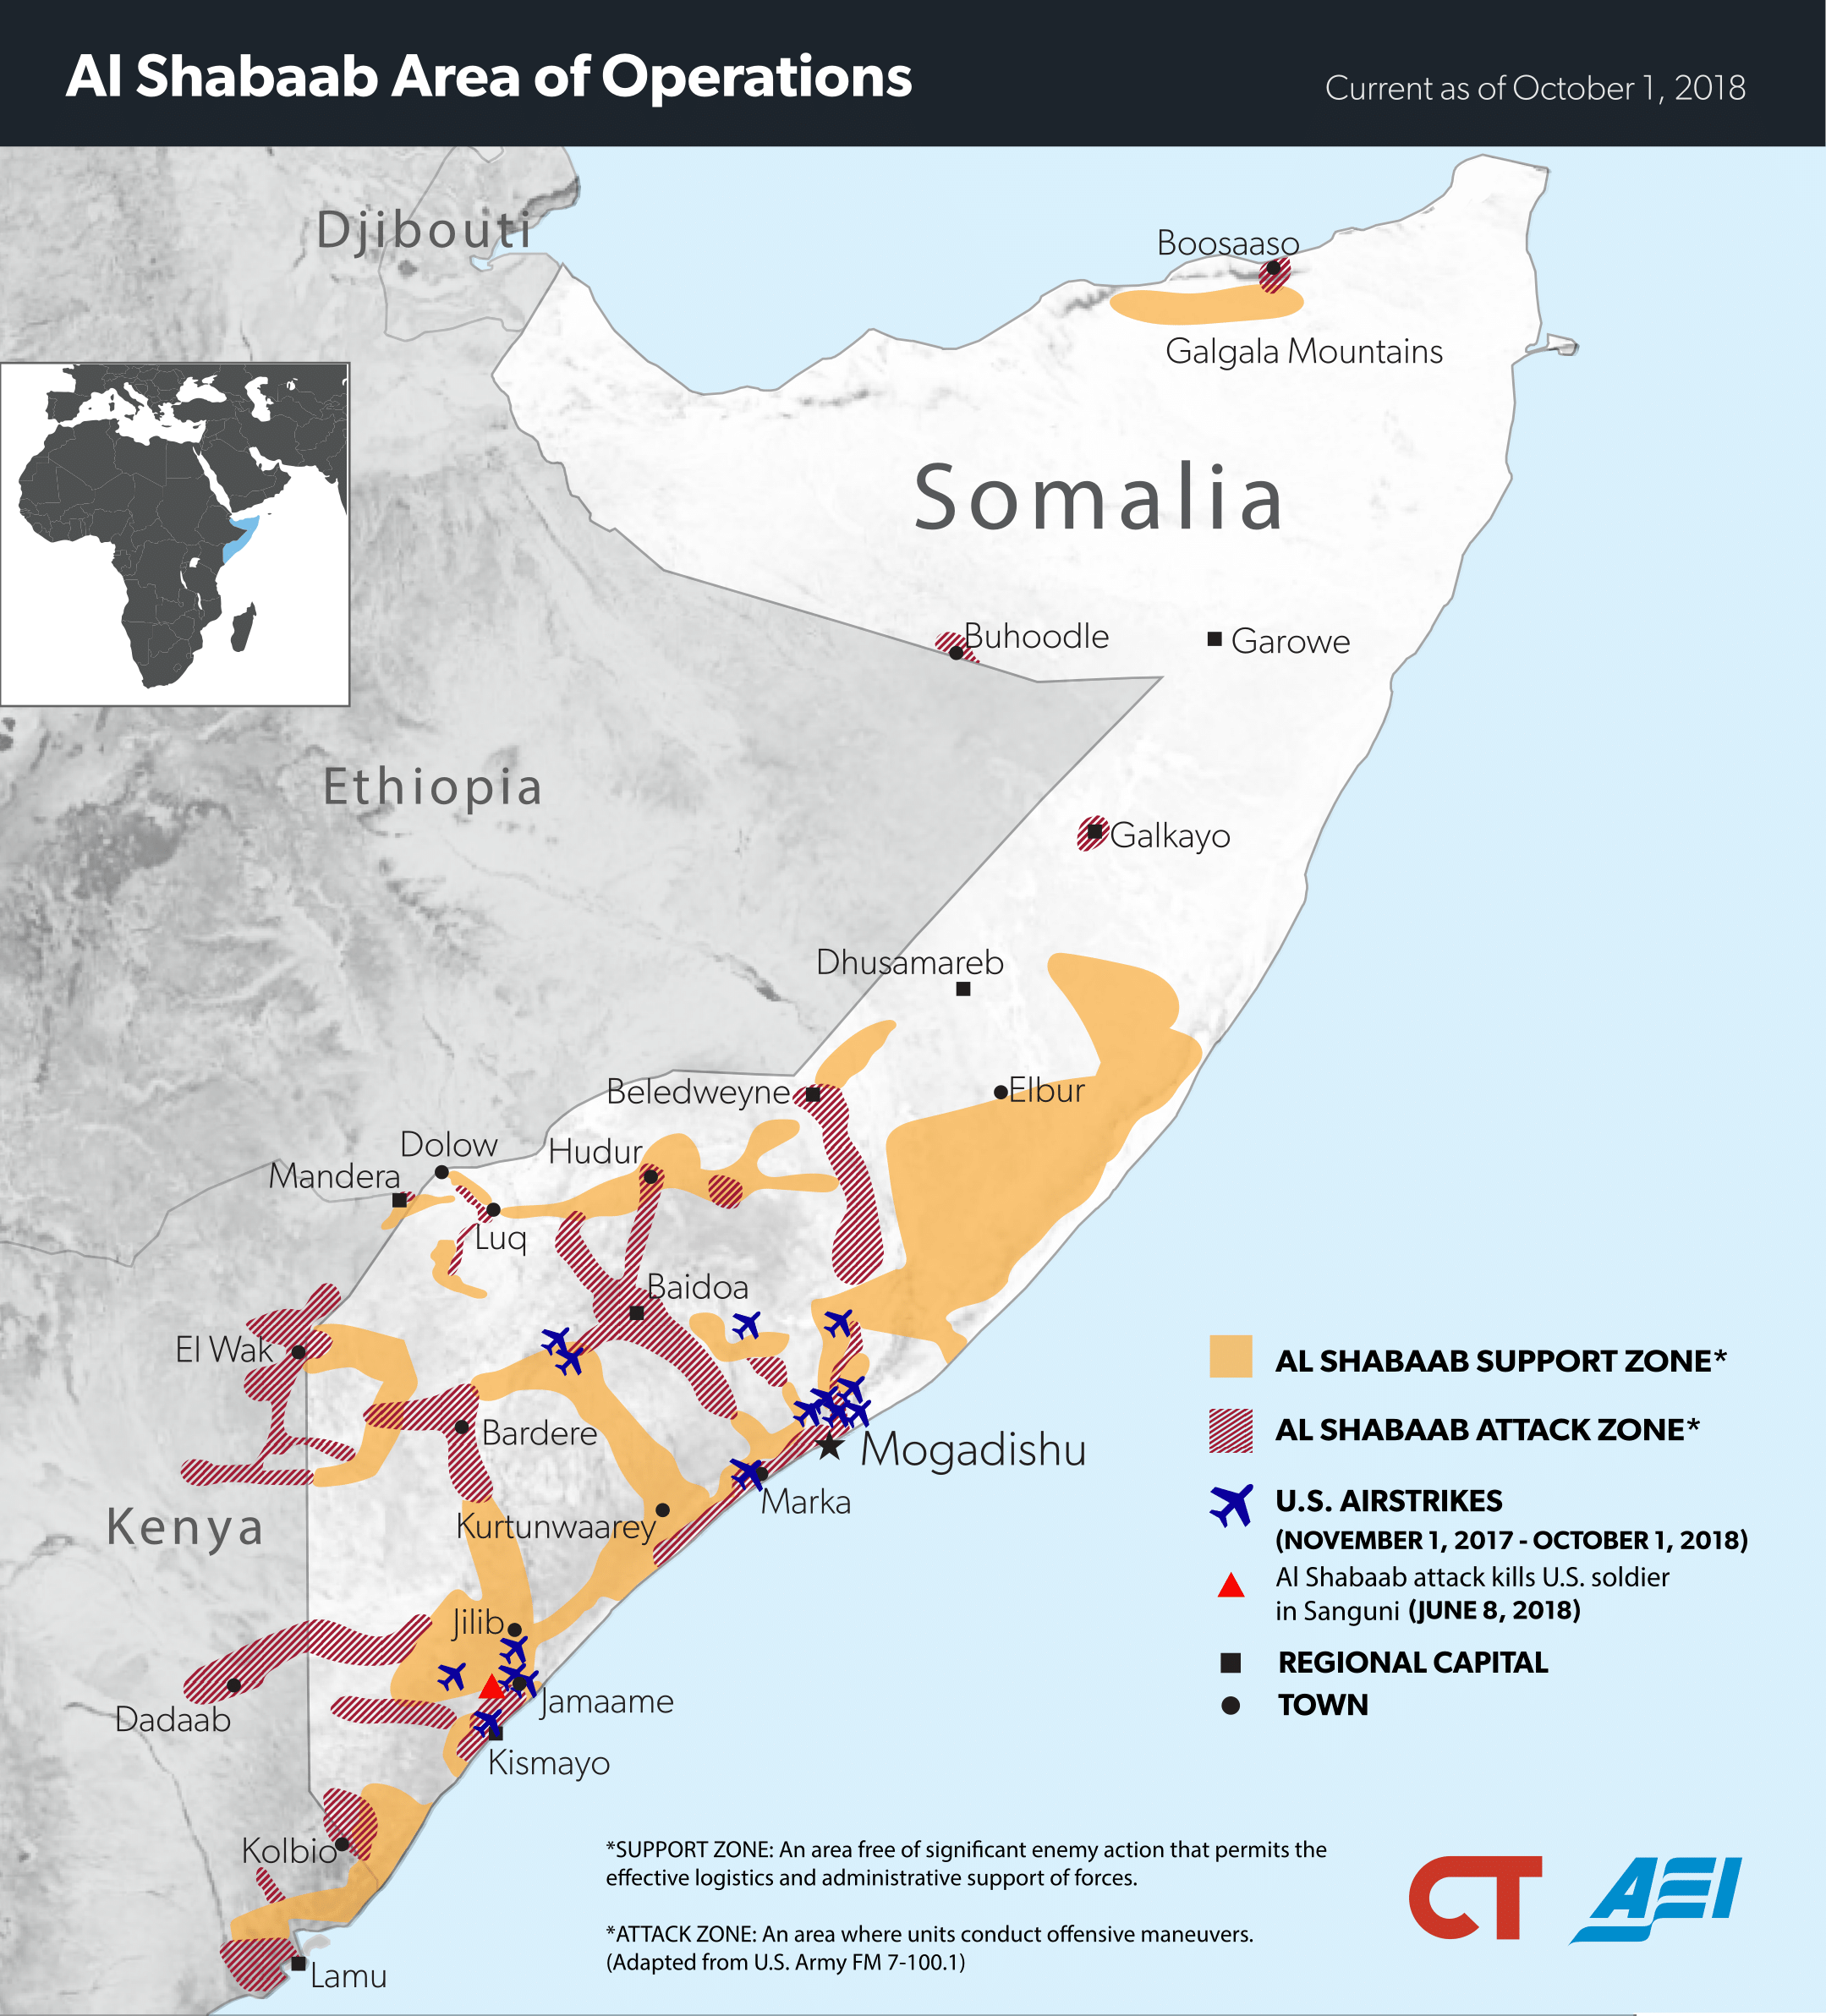 Al Shabaab Area of Operations
Current as of October 1, 2018
Djibouti
Boosaaso
Galgala Mountains
Somalia
Buhoodle
Garowe
Ethiopia
Galkayo
Dhusamareb
Beledweyne
Elbur
Dolow
Hudur
Mandera
Luq
Baidoa
El Wak
Bardere
Mogadishu
Marka
Kenya
Kurtunwaarey
Jilib
Jamaame
Dadaab
Kismayo
Kolbio
Lamu
AL SHABAAB SUPPORT ZONE*
AL SHABAAB ATTACK ZONE*
U.S. AIRSTRIKES
(NOVEMBER 1, 2017 - OCTOBER 1, 2018)
Al Shabaab attack kills U.S. soldier
in Sanguni (JUNE 8, 2018)
REGIONAL CAPITAL
TOWN
*SUPPORT ZONE: An area free of significant enemy action that permits the
effective logistics and administrative support of forces.
*ATTACK ZONE: An area where units conduct offensive maneuvers.
(Adapted from U.S. Army FM 7-100.1)
CT AEI